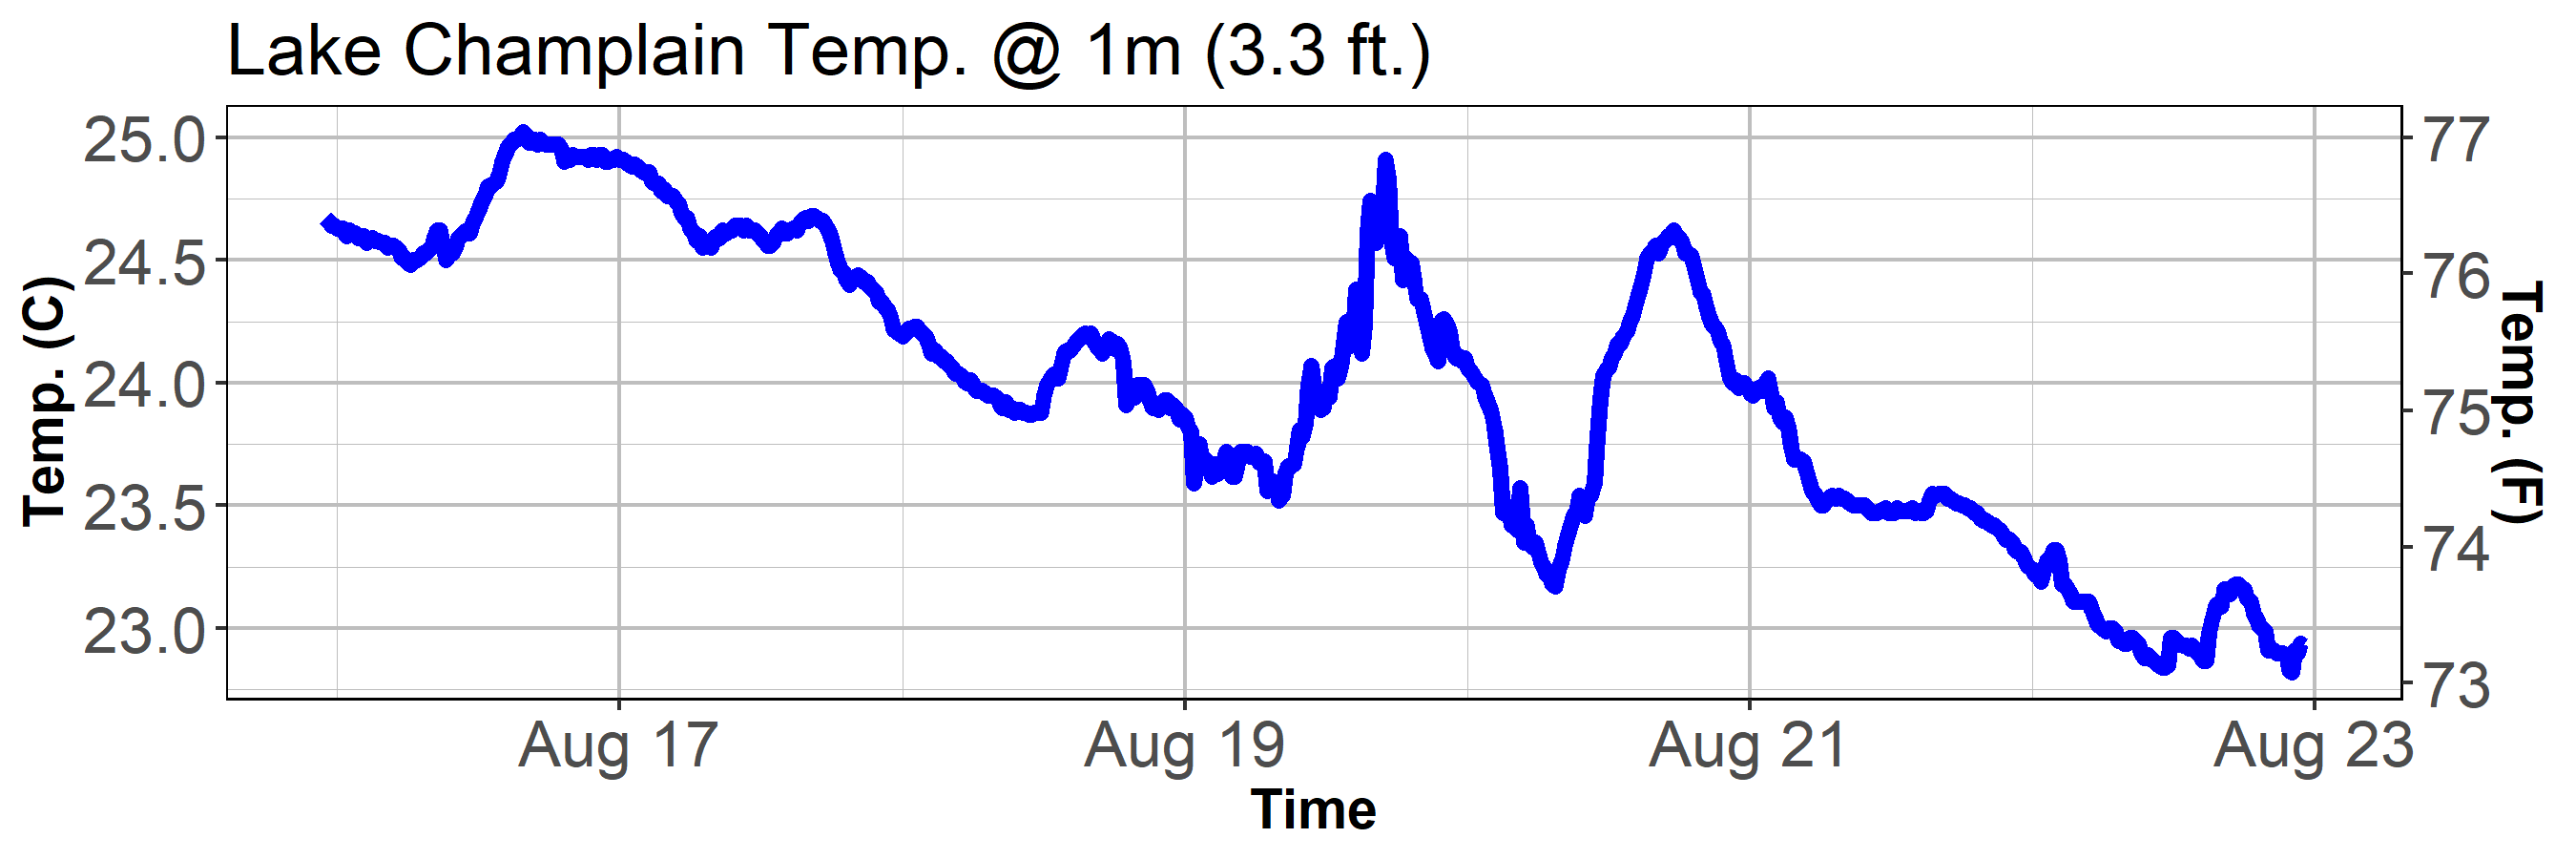 Lake Champlain Temp. @ 1m (3.3 ft.)
Temp. (C)
25.0
24.5
24.0
23.5
23.0
77
76
75
74
73
Temp. (F)
Aug 17 Aug 19 Aug 21 Aug 23
Time